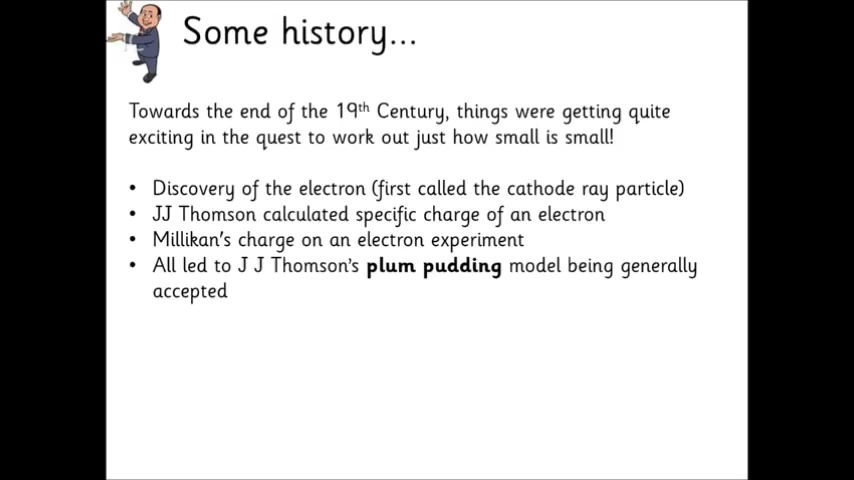 Some history...
Towards the end of the 19th Century, things were getting quite
exciting in the quest to work out just how small is small!
• Discovery of the electron (first called the cathode ray particle)
• JJ Thomson calculated specific charge of an electron
• Millikan's charge on an electron experiment
• All led to J J Thomson's plum pudding model being generally
accepted